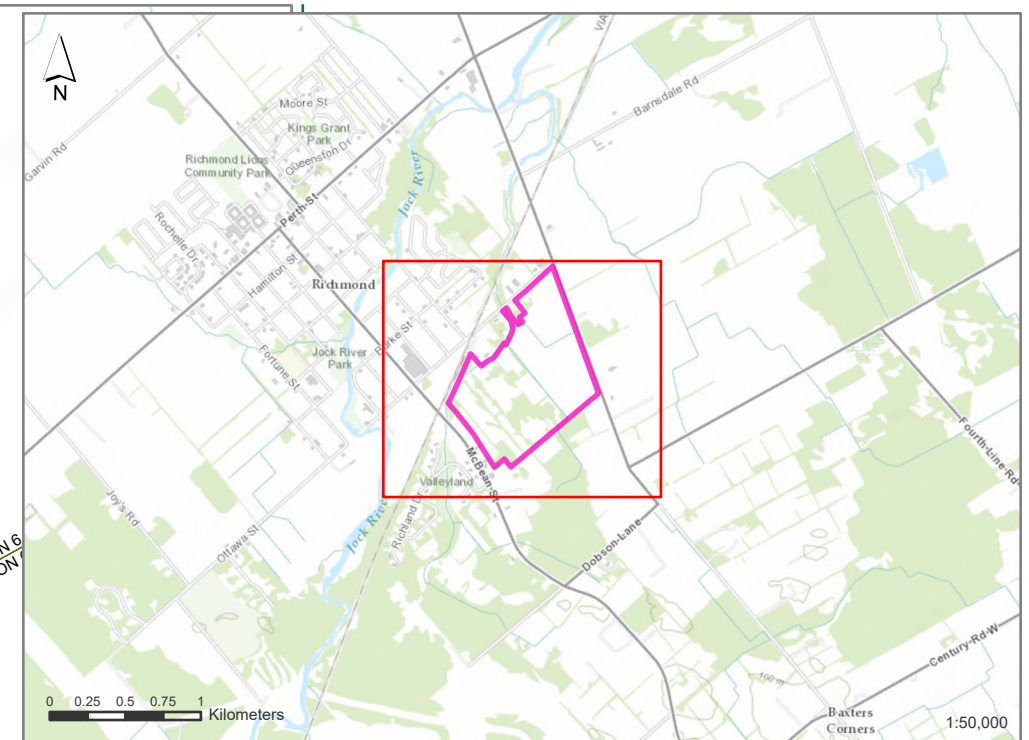 N
VIA
Moore St
Kings Grant
Park
Queenston Dr
Barnsdale Rd
Garvin Rd
Richmond Lions
Community Park
Jock River
Perth-St
Rochelle Dr
Hamilton St
Richmond
Burke St
Jock River
Park
Fortune St
McBean-St
Valleyland
Richland Dr
Jock River
Joy's Rd
Ottawa St
Fourth-Line-Rd
Dobson-Lane
Century-Rd-W
100 m
Baxters
Corners
N 6
ON
0 0.25 0.5 0.75 1
Kilometers
1:50,000